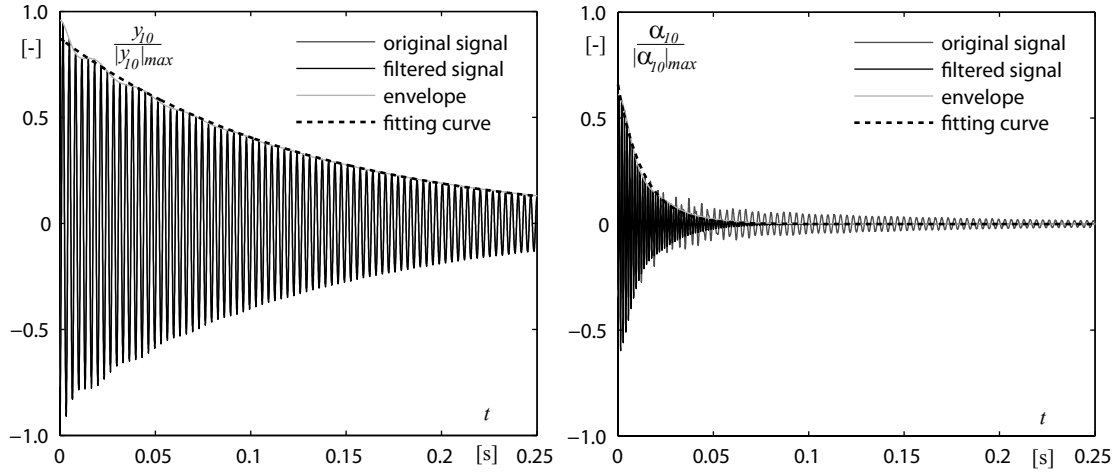 1.0
[-]
y10
|y10|max
original signal
filtered signal
envelope
fitting curve
0.5
0
−0.5
−1.0
t
0
0.05
0.1
0.15
0.2
[s]
0.25
1.0
[-]
α10
|α10|max
original signal
filtered signal
envelope
fitting curve
0.5
0
−0.5
−1.0
t
0
0.05
0.1
0.15
0.2
[s]
0.25